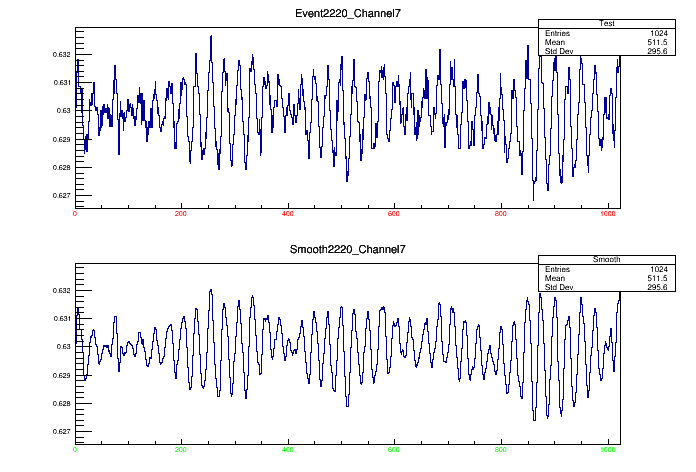 Event2220_Channel7
Test
Entries 1024
Mean 511.5
Std Dev 295.6
0.632
0.631
0.63
0.629
0.628
0.627
0 200 400 600 800 1000
Smooth2220_Channel7
Smooth
Entries 1024
Mean 511.5
Std Dev 295.6
0.632
0.631
0.63
0.629
0.628
0.627
0 200 400 600 800 1000